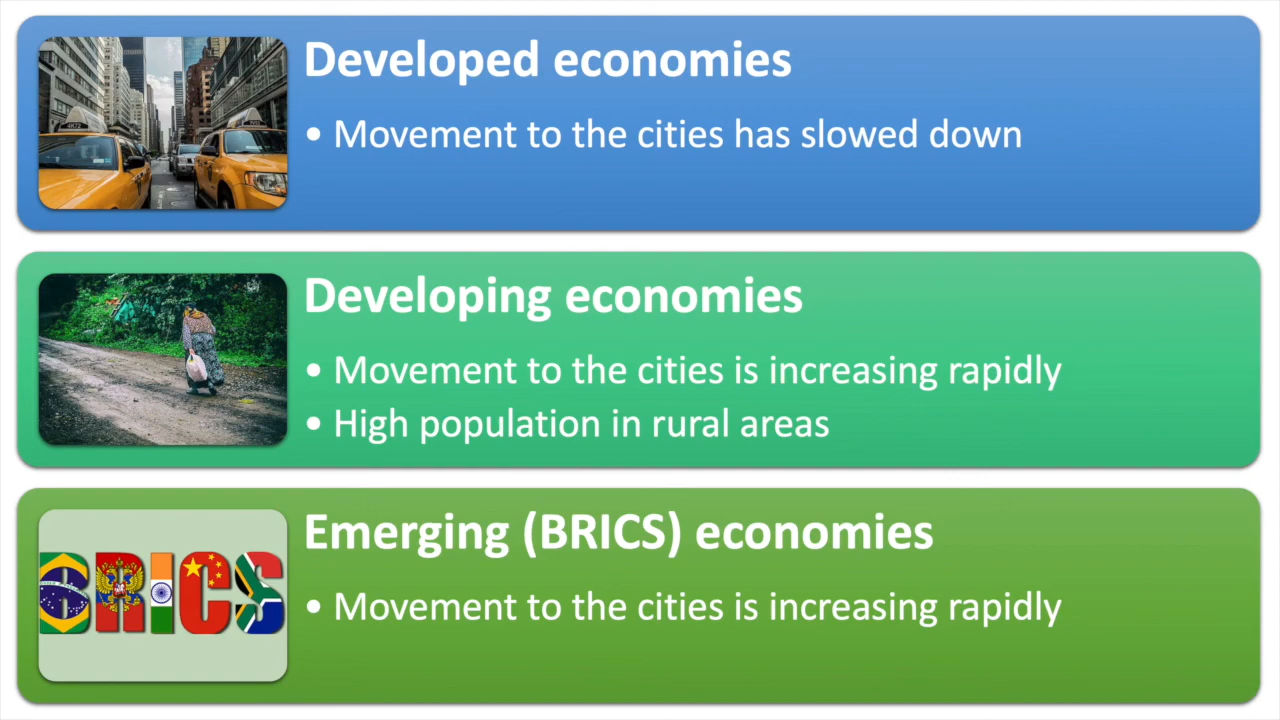 Developed economies
• Movement to the cities has slowed down
Developing economies
• Movement to the cities is increasing rapidly
• High population in rural areas
Emerging (BRICS) economies
BRICS
• Movement to the cities is increasing rapidly